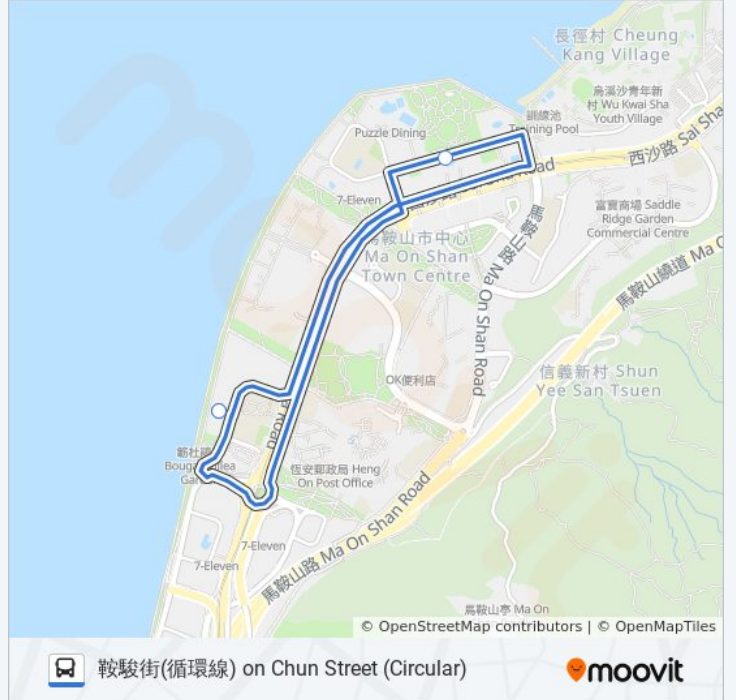 長徑村 Cheung
Kang Village
烏溪沙青年新
村 Wu Kwai Sha
Youth Village
訓練池
Training Pool
Puzzle Dining
西沙路 Sai Sha
Road
7-Eleven
富寶商場 Saddle
Ridge Garden
Commercial Centre
馬鞍山市中心
Ma On Shan
Town Centre
馬鞍山路 Ma On Shan Road
馬鞍山繞道 Ma O
信義新村 Shun
Yee San Tsuen
OK便利店
Road
恆安郵政局 Heng
On Post Office
7-Eleven
7-Eleven
馬鞍山路 Ma On Shan Road
馬鞍山亭 Ma On
© OpenStreetMap contributors | © OpenMapTiles
鞍駿街(循環線) on Chun Street (Circular)
moovit